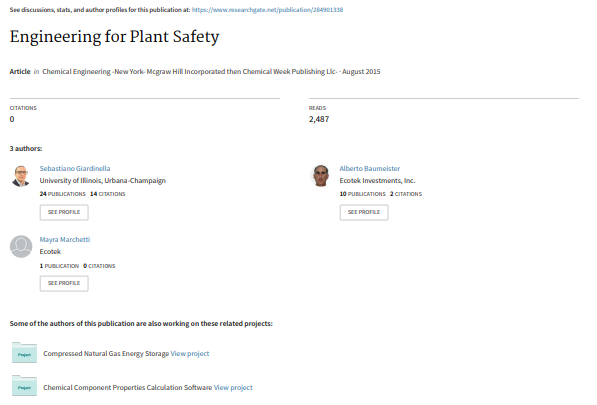 See discussions, stats, and author profiles for this publication at: https://www.researchgate.net/publication/284901338
Engineering for Plant Safety
Article in Chemical Engineering -New York- Mcgraw Hill Incorporated then Chemical Week Publishing Llc- · August 2015
CITATIONS
0
READS
2,487
3 authors:
Sebastiano Giardinella
University of Illinois, Urbana-Champaign
24 PUBLICATIONS 14 CITATIONS
SEE PROFILE
Alberto Baumeister
Ecotek Investments, Inc.
10 PUBLICATIONS 2 CITATIONS
SEE PROFILE
Mayra Marchetti
Ecotek
1 PUBLICATION 0 CITATIONS
SEE PROFILE
Some of the authors of this publication are also working on these related projects:
Project
Compressed Natural Gas Energy Storage View project
Project
Chemical Component Properties Calculation Software View project